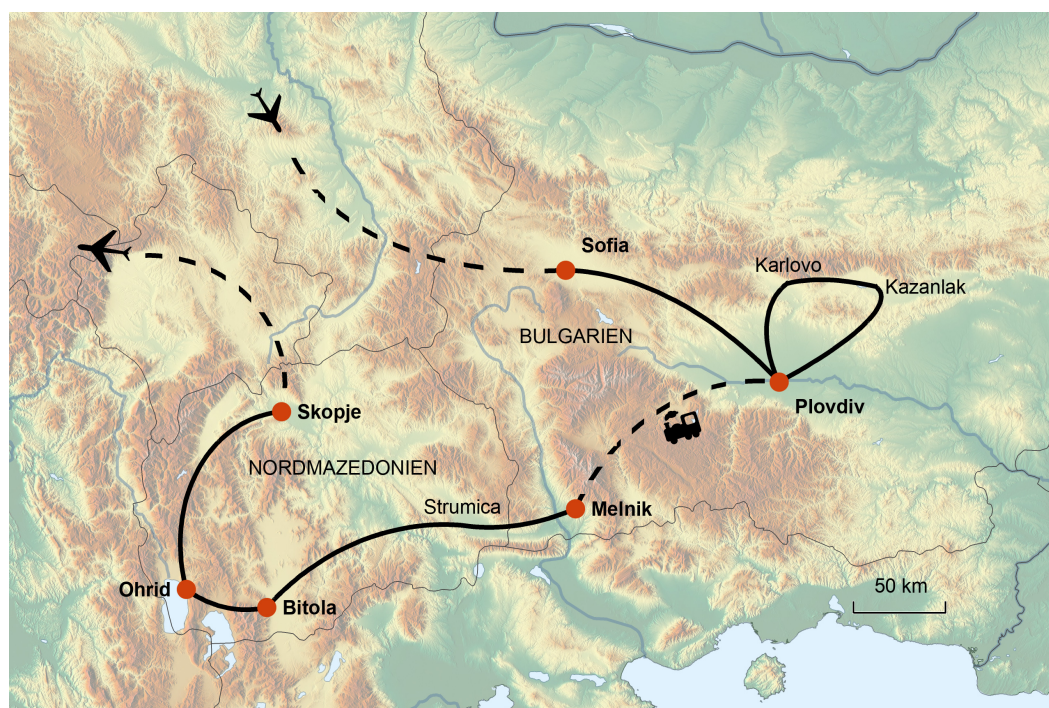 Sofia
Karlovo
Kazanlak
BULGARIEN
Plovdiv
Skopje
NORDMAZEDONIEN
Strumica
Melnik
50 km
Ohrid
Bitola